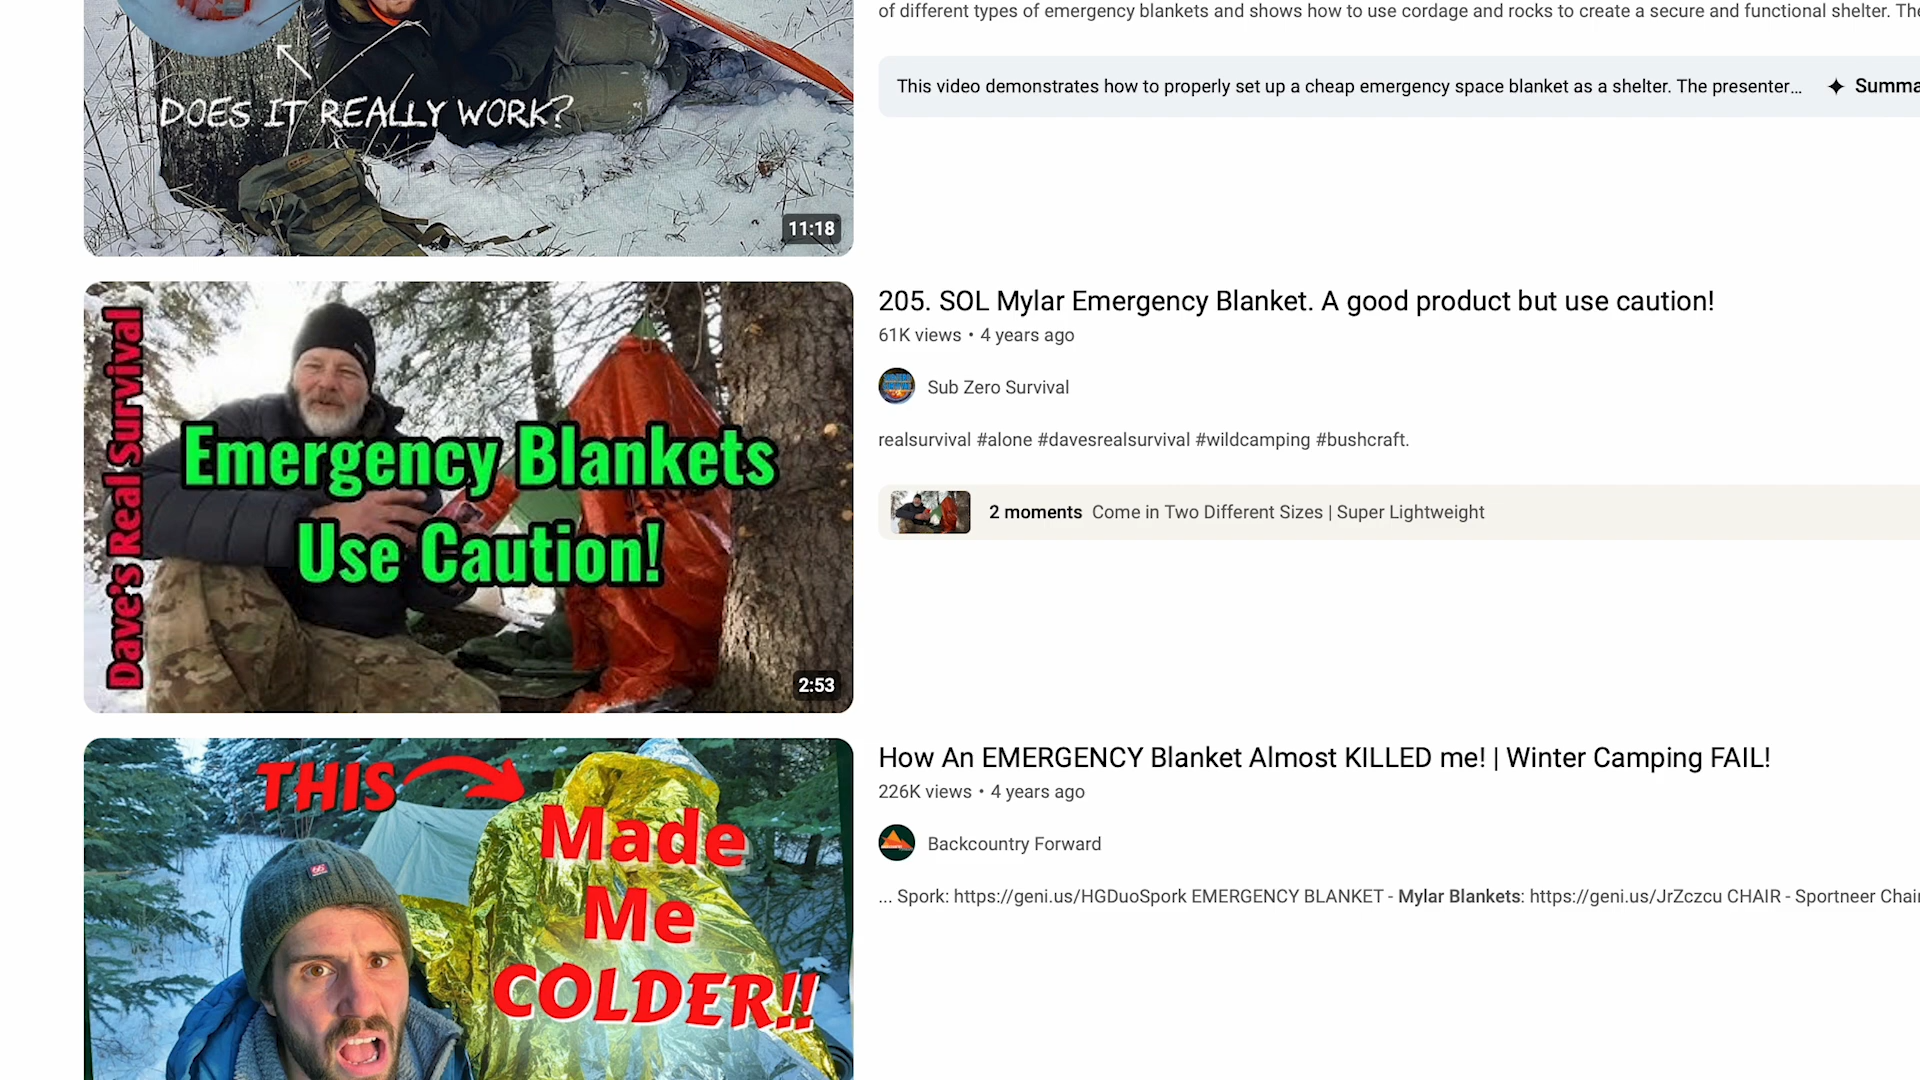 of different types of emergency blankets and shows how to use cordage and rocks to create a secure and functional shelter. The
This video demonstrates how to properly set up a cheap emergency space blanket as a shelter. The presenter...
✦ Summa
DOES IT REALLY WORK?
11:18
205. SOL Mylar Emergency Blanket. A good product but use caution!
61K views • 4 years ago
Sub Zero Survival
realsurvival #alone #davesrealsurvival #wildcamping #bushcraft.
2 moments Come in Two Different Sizes | Super Lightweight
Dave's Real Survival
Emergency Blankets
Use Caution!
2:53
How An EMERGENCY Blanket Almost KILLED me! | Winter Camping FAIL!
226K views • 4 years ago
Backcountry Forward
... Spork: https://geni.us/HGDuoSpork EMERGENCY BLANKET - Mylar Blankets: https://geni.us/JrZczcu CHAIR - Sportneer Chair
THIS
Made
Me
COLDER!!